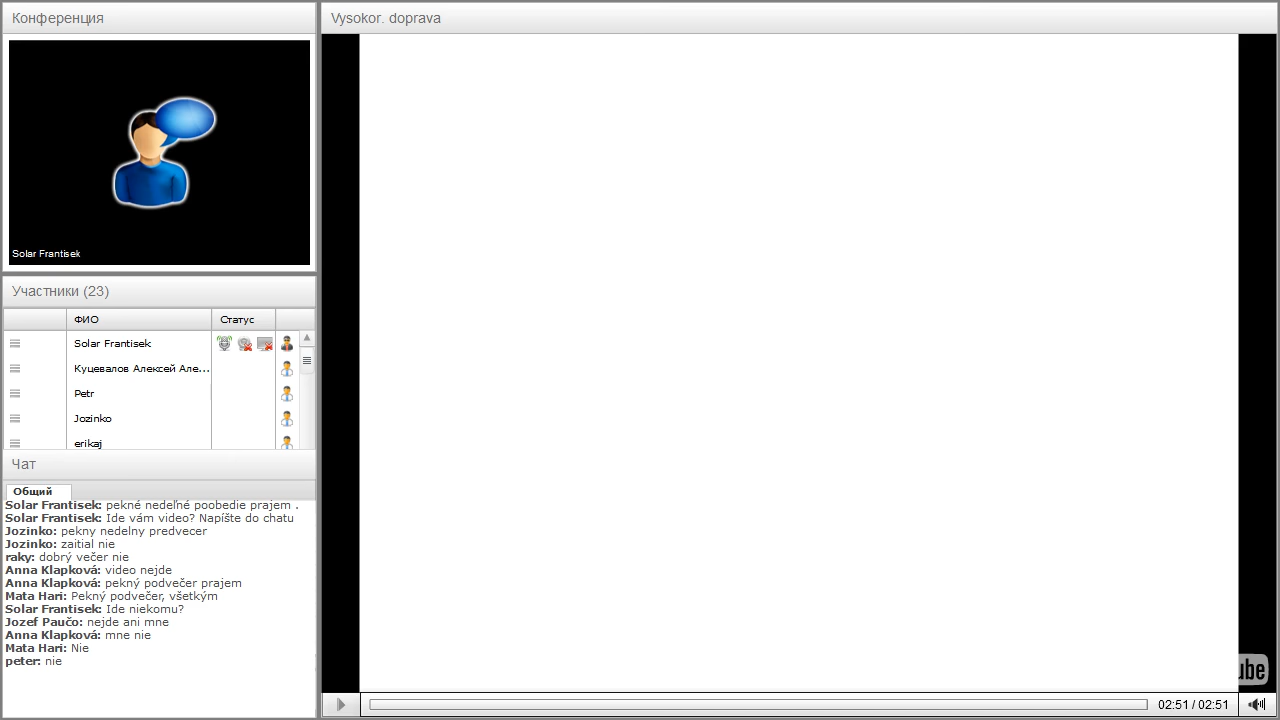 Конференция
Vysokor. doprava
Solar Frantisek
Участники (23)
ФИО Статус
Solar Frantisek
Куцевалов Алексей Але...
Petr
Jozinko
erikaj
Чат
Общий
Solar Frantisek: pekné nedeľné poobedie prajem .
Solar Frantisek: Ide vám video? Napíšte do chatu
Jozinko: pekny nedelny predvecer
Jozinko: zaitial nie
raky: dobrý večer nie
Anna Klapková: video nejde
Anna Klapková: pekný podvečer prajem
Mata Hari: Pekný podvečer, všetkým
Solar Frantisek: Ide niekomu?
Jozef Paučo: nejde ani mne
Anna Klapková: mne nie
Mata Hari: Nie
peter: nie
ube
02:51 / 02:51